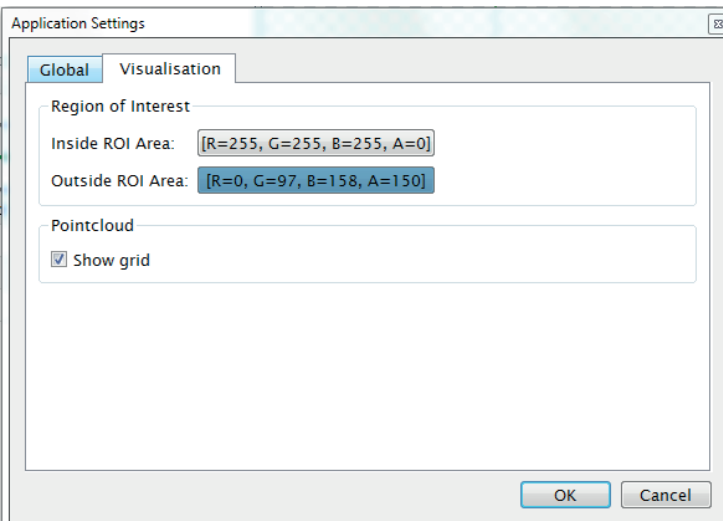 Application Settings
Global
Visualisation
Region of Interest
Inside ROI Area: [R=255, G=255, B=255, A=0]
Outside ROI Area: [R=0, G=97, B=158, A=150]
Pointcloud
Show grid
OK
Cancel